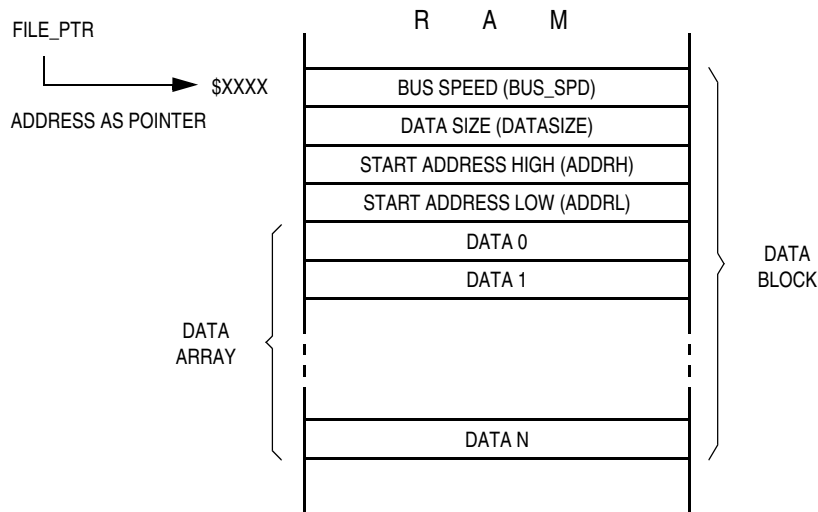 R A M
FILE_PTR
$XXXX
ADDRESS AS POINTER
BUS SPEED (BUS_SPD)
DATA SIZE (DATASIZE)
START ADDRESS HIGH (ADDRH)
START ADDRESS LOW (ADDRL)
DATA 0
DATA 1
DATA
BLOCK
DATA
ARRAY
DATA N